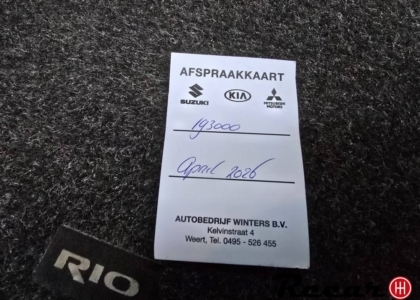 AFSPRAAKKAART
SUZUKI KIA MITSUBISHI MOTORS
193000
April 2026
AUTOBEDRIJF WINTERS B.V.
Kelvinstraat 4
Weert, Tel. 0495 - 526 455
RIO